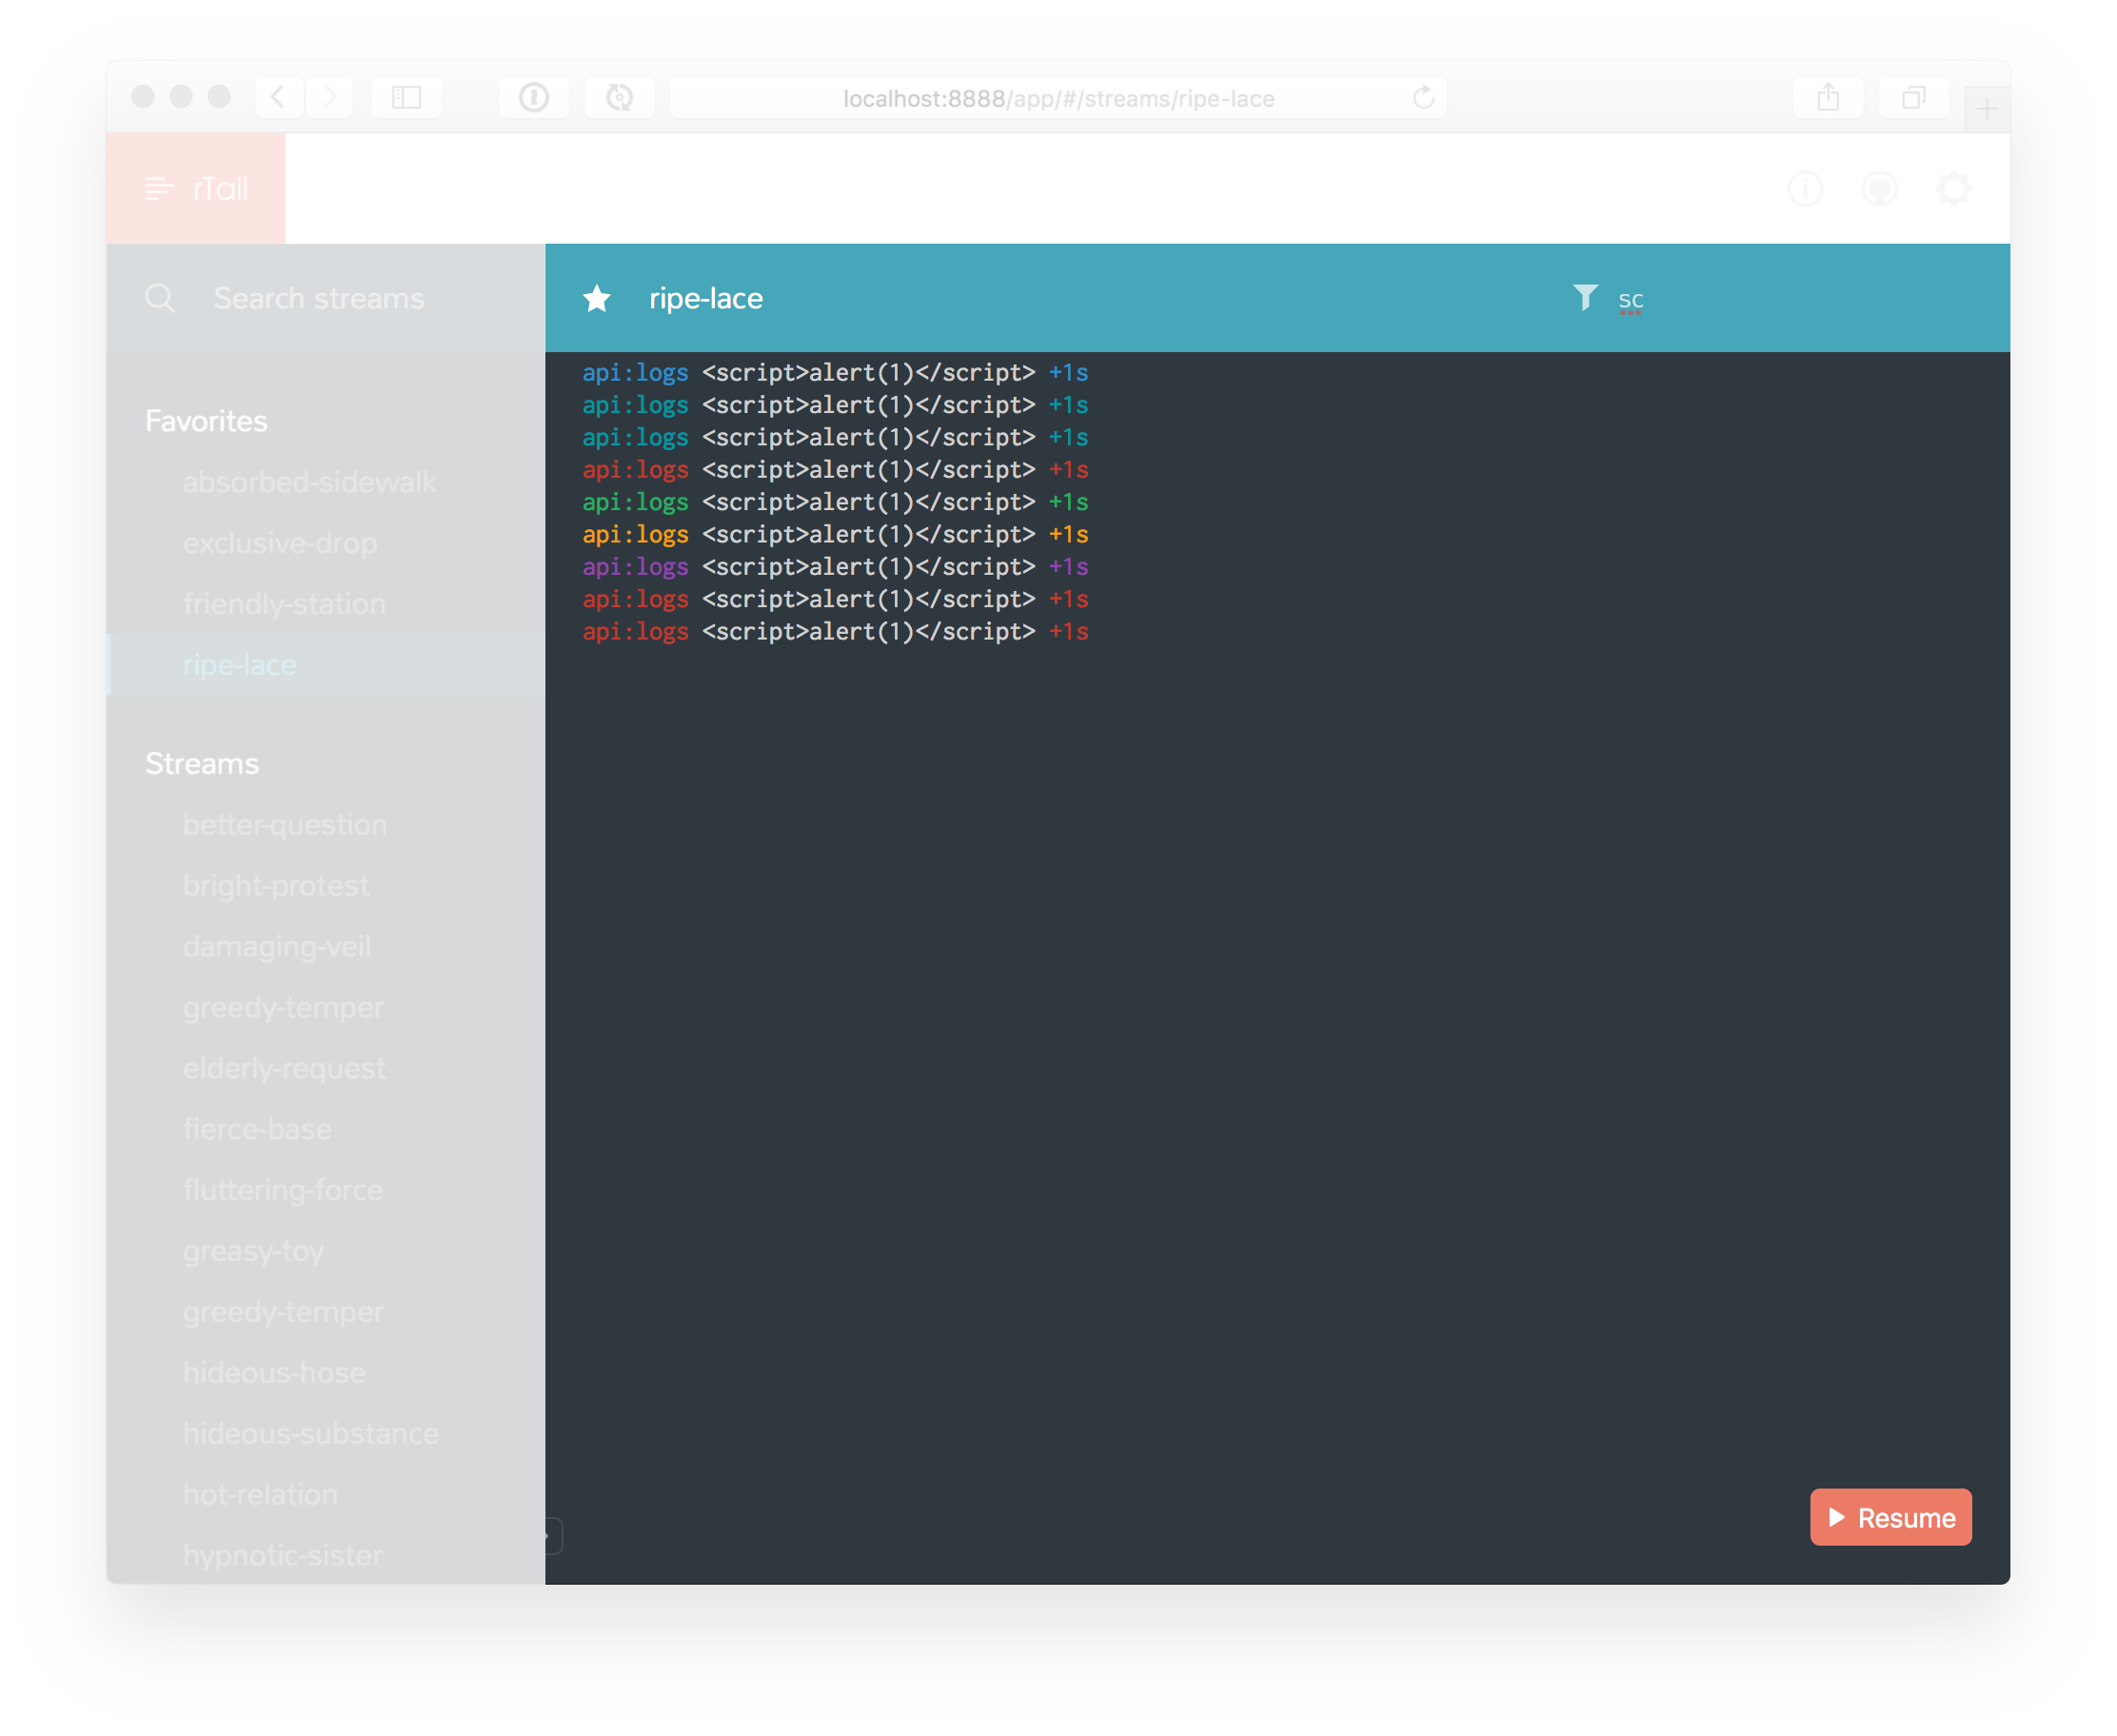 localhost:8888/app/#/streams/ripe-lace
rTail
Search streams
ripe-lace
sc
Favorites
absorbed-sidewalk
exclusive-drop
friendly-station
ripe-lace
Streams
better-question
bright-protest
damaging-veil
greedy-temper
elderly-request
fierce-base
fluttering-force
greasy-toy
greedy-temper
hideous-hose
hideous-substance
hot-relation
hypnotic-sister
api:logs <script>alert(1)</script> +1s
api:logs <script>alert(1)</script> +1s
api:logs <script>alert(1)</script> +1s
api:logs <script>alert(1)</script> +1s
api:logs <script>alert(1)</script> +1s
api:logs <script>alert(1)</script> +1s
api:logs <script>alert(1)</script> +1s
api:logs <script>alert(1)</script> +1s
api:logs <script>alert(1)</script> +1s
Resume